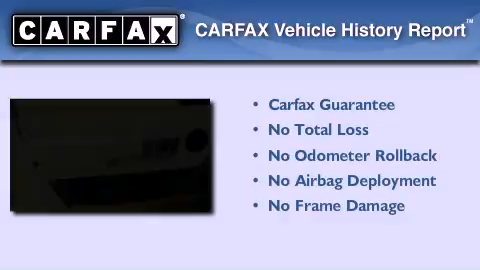 CARFAX®
CARFAX Vehicle History Report™
• Carfax Guarantee
• No Total Loss
• No Odometer Rollback
• No Airbag Deployment
• No Frame Damage